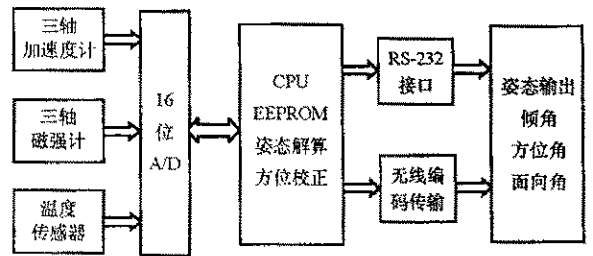 三轴
加速度计
三轴
磁强计
温度
传感器
16
位
A/D
CPU
EEPROM
姿态解算
方位校正
RS-232
接口
无线编
码传输
姿态输出
倾角
方位角
面向角